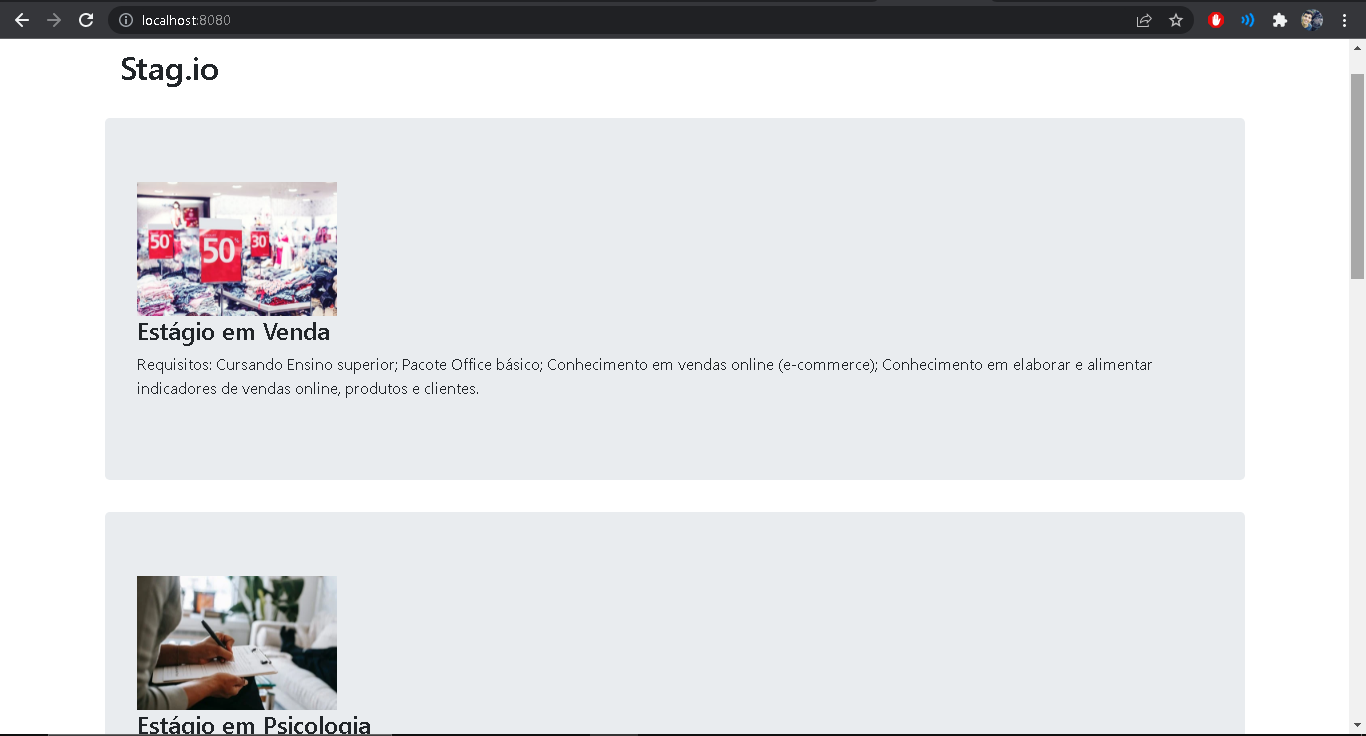 localhost:8080
Stag.io
50
50
30
Estágio em Venda
Requisitos: Cursando Ensino superior; Pacote Office básico; Conhecimento em vendas online (e-commerce); Conhecimento em elaborar e alimentar
indicadores de vendas online, produtos e clientes.
Estágio em Psicologia